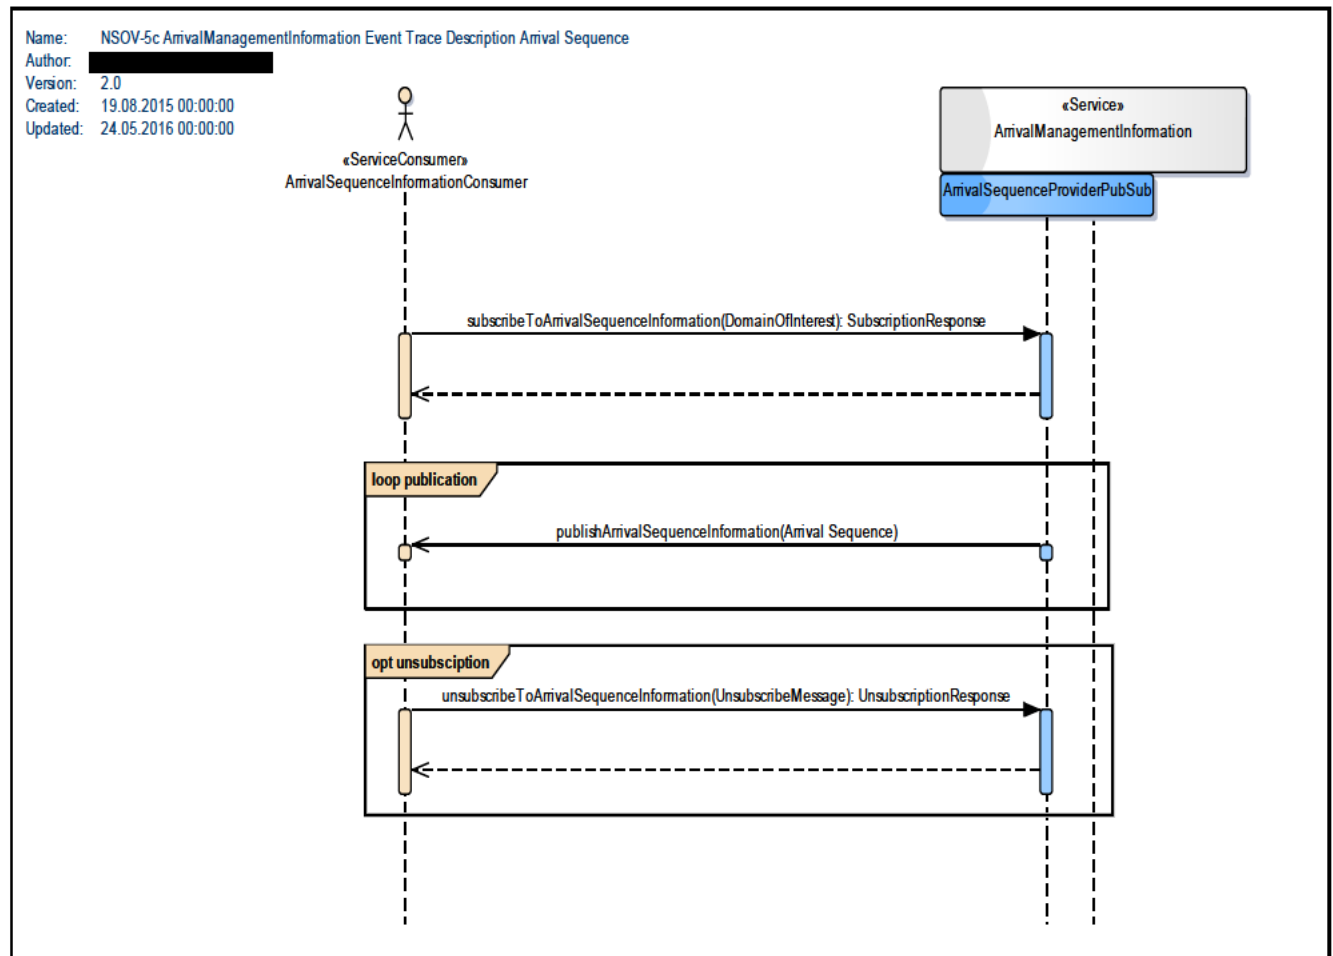 Name: NSOV-5c ArrivalManagementInformation Event Trace Description Arrival Sequence
Author:
Version: 2.0
Created: 19.08.2015 00:00:00
Updated: 24.05.2016 00:00:00
«ServiceConsumer»
ArrivalSequenceInformationConsumer
«Service»
ArrivalManagementInformation
ArrivalSequenceProviderPubSub
subscribeToArrivalSequenceInformation(DomainOfInterest): SubscriptionResponse
loop publication
publishArrivalSequenceInformation(Arrival Sequence)
opt unsubsciption
unsubscribeToArrivalSequenceInformation(UnsubscribeMessage): UnsubscriptionResponse